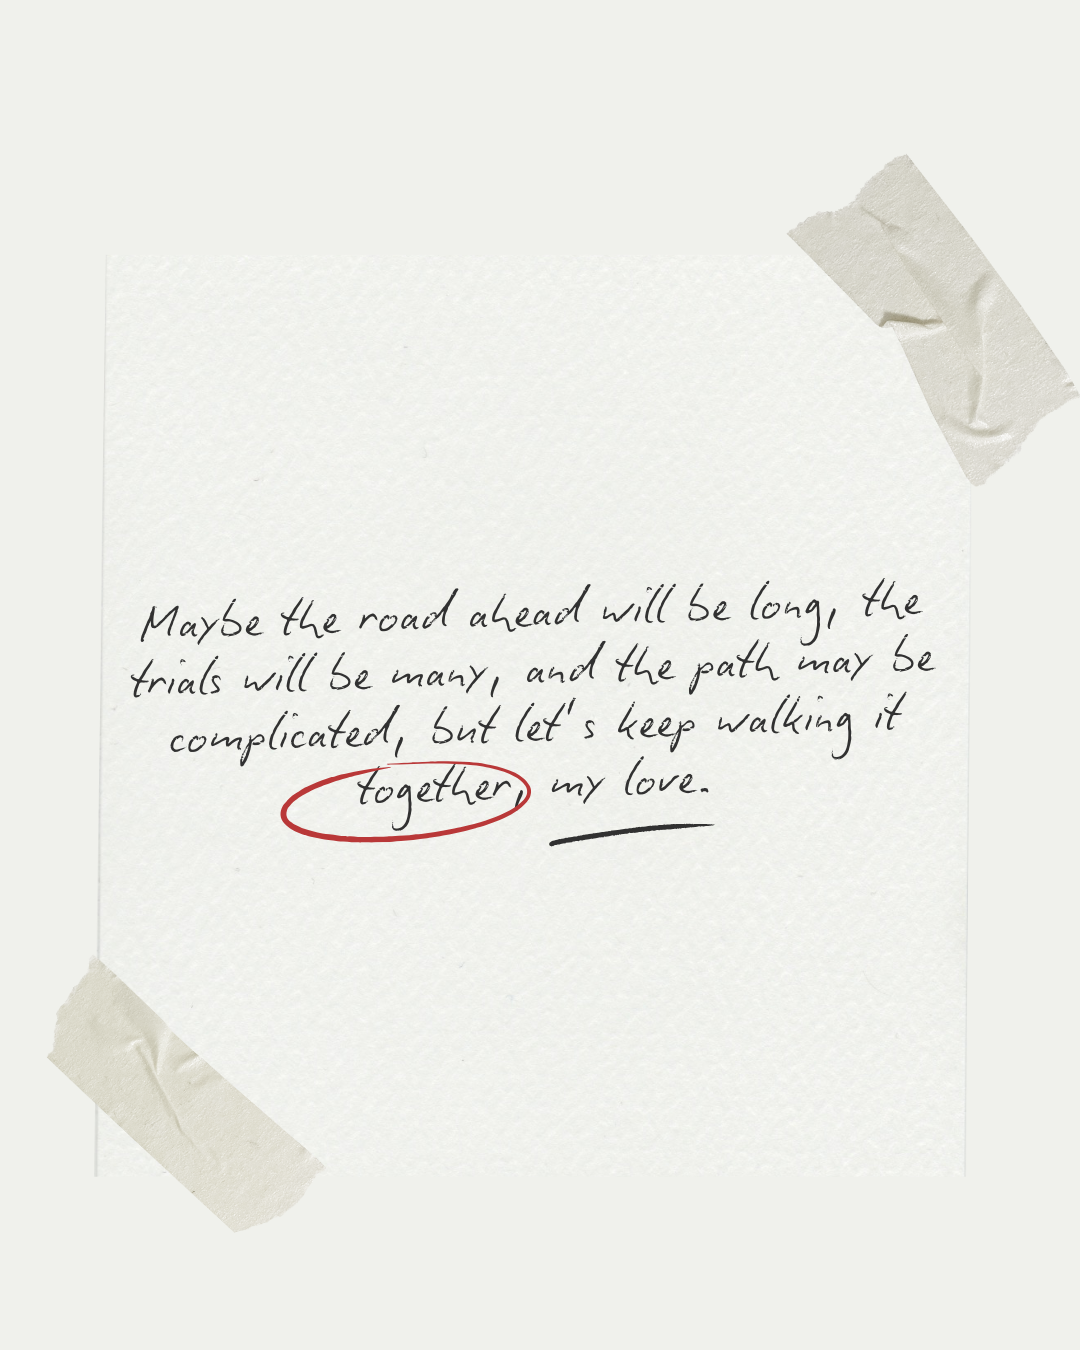 Maybe the road ahead will be long, the
trials will be many, and the path may be
complicated, but let's keep walking it
together, my love.